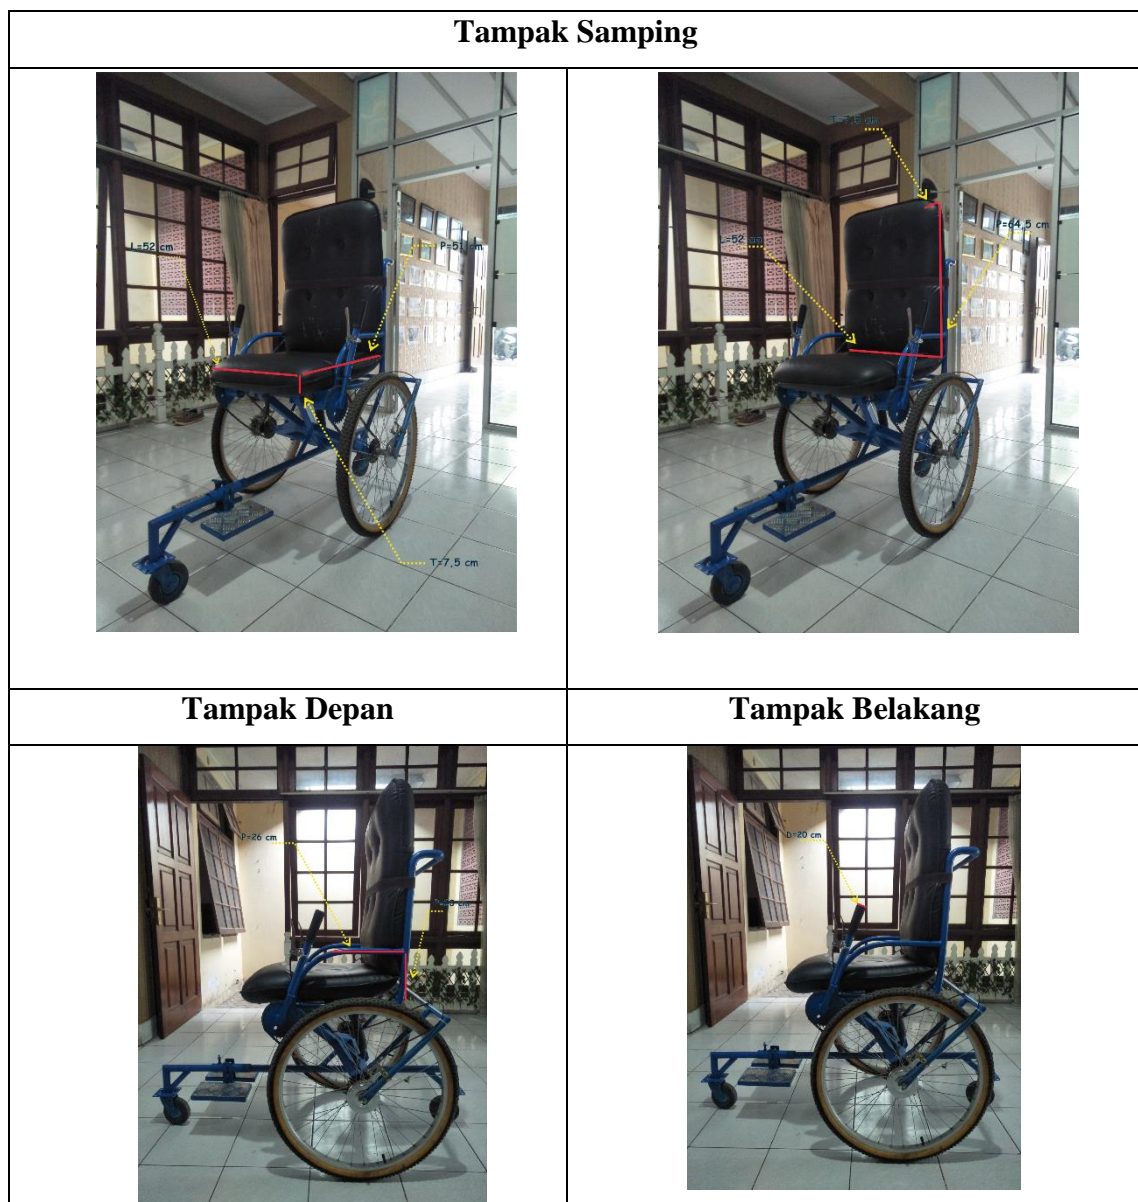 Tampak Samping
L=52 cm
P=51 cm
T=7,5 cm
L=52 cm
P=64,5 cm
Tampak Depan
Tampak Belakang
P=26 cm
D=20 cm